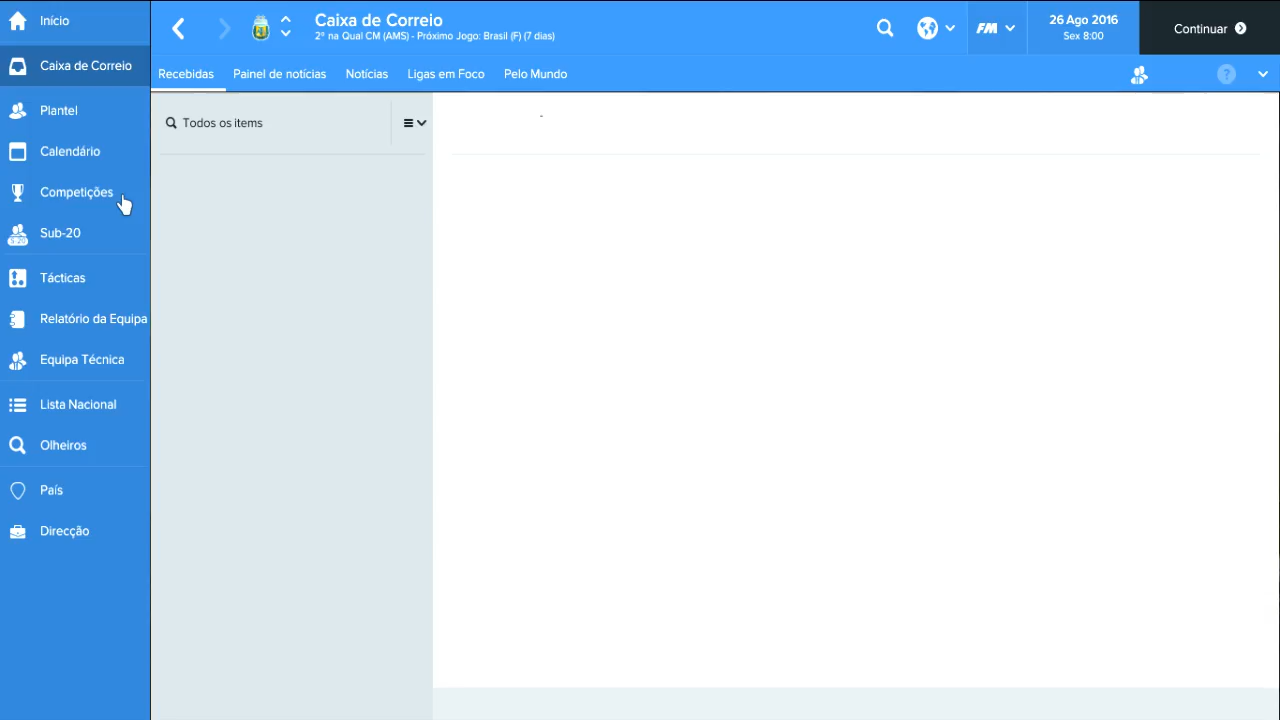 Início
Caixa de Correio
Plantel
Calendário
Competições
Sub-20
Tácticas
Relatório da Equipa
Equipa Técnica
Lista Nacional
Olheiros
País
Direcção
Caixa de Correio
2º na Qual CM (AMS) - Próximo Jogo: Brasil (F) (7 dias)
FM
26 Ago 2016
Sex 8:00
Continuar
Recebidas
Painel de notícias
Notícias
Ligas em Foco
Pelo Mundo
?
Todos os items
-